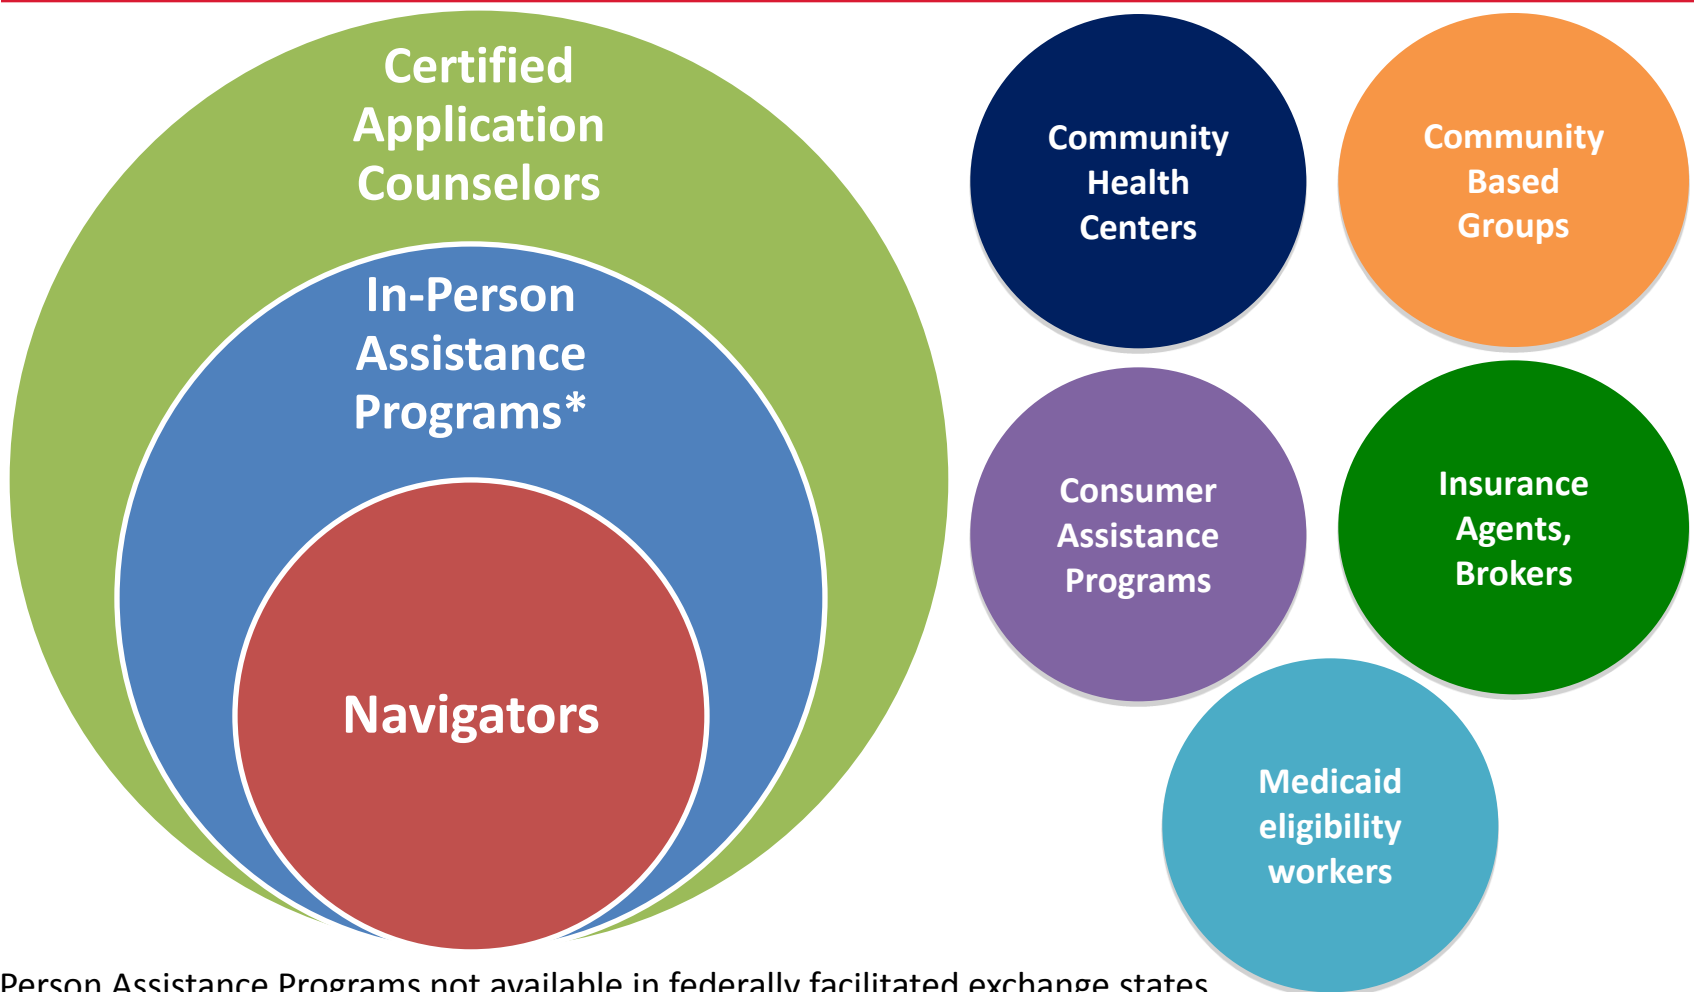 Certified
Application
Counselors
In-Person
Assistance
Programs*
Navigators
Community
Health
Centers
Community
Based
Groups
Consumer
Assistance
Programs
Insurance
Agents,
Brokers
Medicaid
eligibility
workers
Person Assistance Programs not available in federally facilitated exchange states